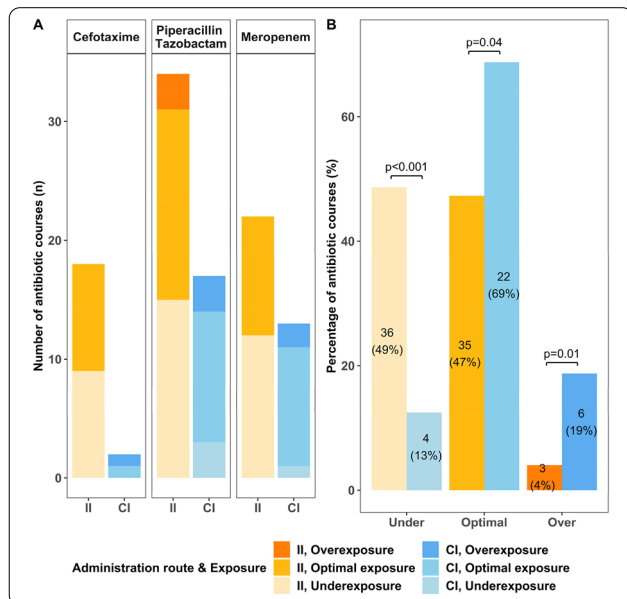 A
Cefotaxime
Piperacillin
Tazobactam
Meropenem
Number of antibiotic courses (n)
30
20
10
0
II
CI
II
CI
II
CI
B
Percentage of antibiotic courses (%)
60
40
20
0
p<0.001
p=0.04
p=0.01
36
(49%)
4
(13%)
35
(47%)
22
(69%)
3
(4%)
6
(19%)
Under
Optimal
Over
Administration route & Exposure
II, Overexposure
II, Optimal exposure
II, Underexposure
CI, Overexposure
CI, Optimal exposure
CI, Underexposure